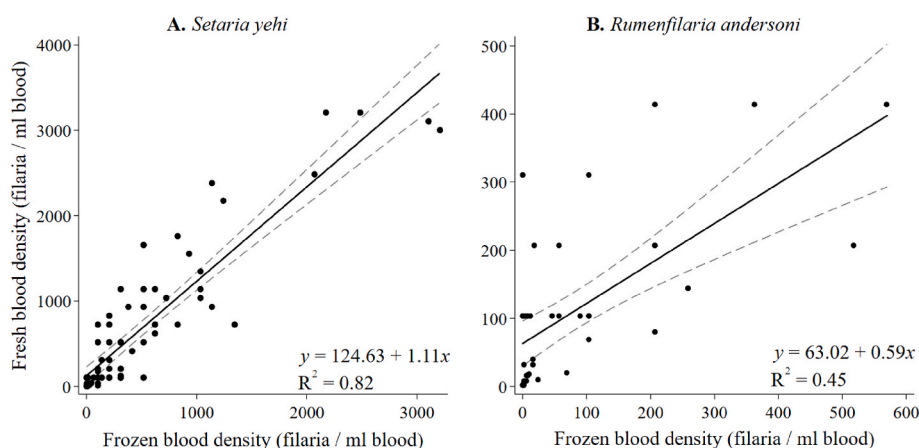 A. Setaria yehi
Fresh blood density (filaria / ml blood)
4000
3000
2000
1000
0
y = 124.63 + 1.11x
R² = 0.82
0 1000 2000 3000
Frozen blood density (filaria / ml blood)
B. Rumenfilaria andersoni
500
400
300
200
100
0
y = 63.02 + 0.59x
R² = 0.45
0 100 200 300 400 500 600
Frozen blood density (filaria / ml blood)